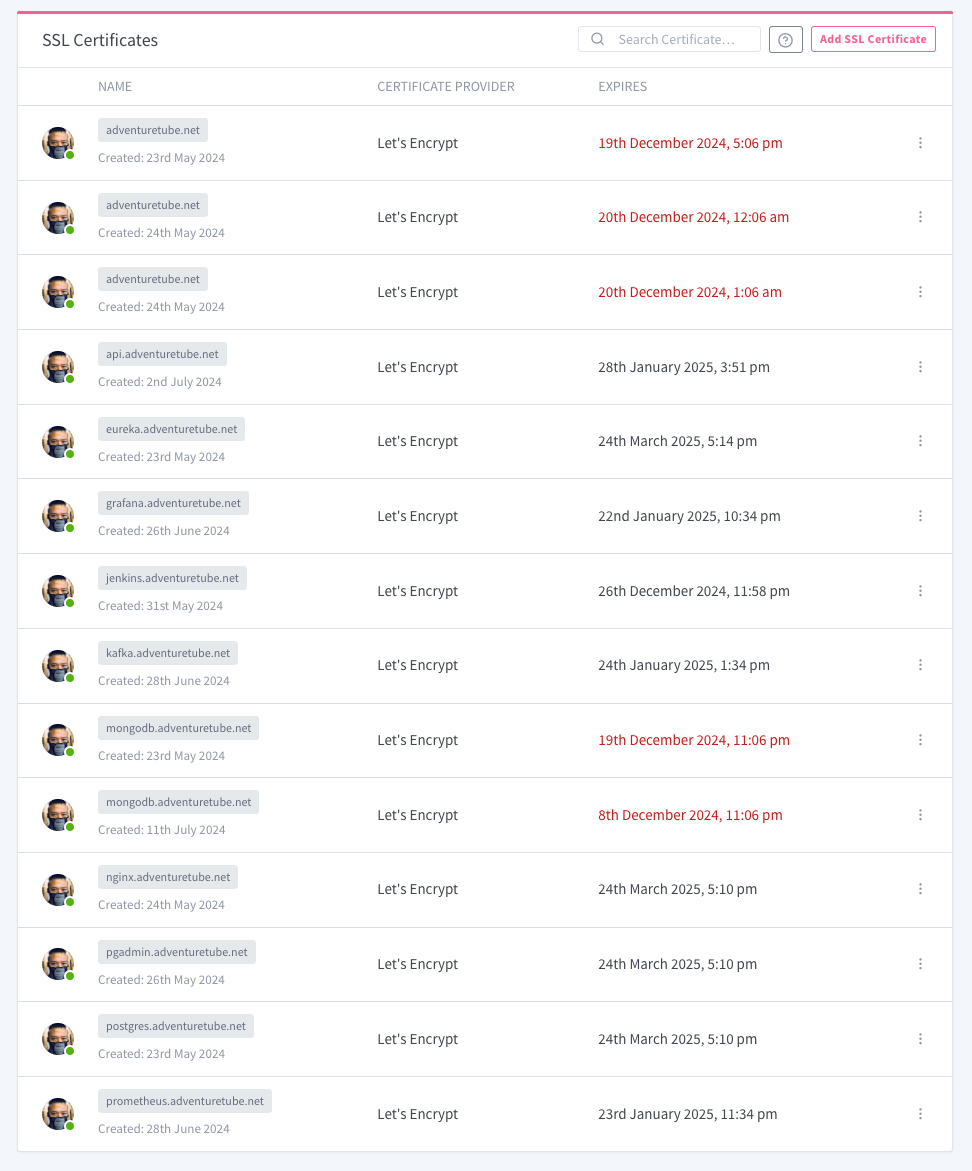 SSL Certificates
Search Certificate…
Add SSL Certificate
NAME CERTIFICATE PROVIDER EXPIRES
adventuretube.net
Created: 23rd May 2024
Let's Encrypt
19th December 2024, 5:06 pm
adventuretube.net
Created: 24th May 2024
Let's Encrypt
20th December 2024, 12:06 am
adventuretube.net
Created: 24th May 2024
Let's Encrypt
20th December 2024, 1:06 am
api.adventuretube.net
Created: 2nd July 2024
Let's Encrypt
28th January 2025, 3:51 pm
eureka.adventuretube.net
Created: 23rd May 2024
Let's Encrypt
24th March 2025, 5:14 pm
grafana.adventuretube.net
Created: 26th June 2024
Let's Encrypt
22nd January 2025, 10:34 pm
jenkins.adventuretube.net
Created: 31st May 2024
Let's Encrypt
26th December 2024, 11:58 pm
kafka.adventuretube.net
Created: 28th June 2024
Let's Encrypt
24th January 2025, 1:34 pm
mongodb.adventuretube.net
Created: 23rd May 2024
Let's Encrypt
19th December 2024, 11:06 pm
mongodb.adventuretube.net
Created: 11th July 2024
Let's Encrypt
8th December 2024, 11:06 pm
nginx.adventuretube.net
Created: 24th May 2024
Let's Encrypt
24th March 2025, 5:10 pm
pgadmin.adventuretube.net
Created: 26th May 2024
Let's Encrypt
24th March 2025, 5:10 pm
postgres.adventuretube.net
Created: 23rd May 2024
Let's Encrypt
24th March 2025, 5:10 pm
prometheus.adventuretube.net
Created: 28th June 2024
Let's Encrypt
23rd January 2025, 11:34 pm